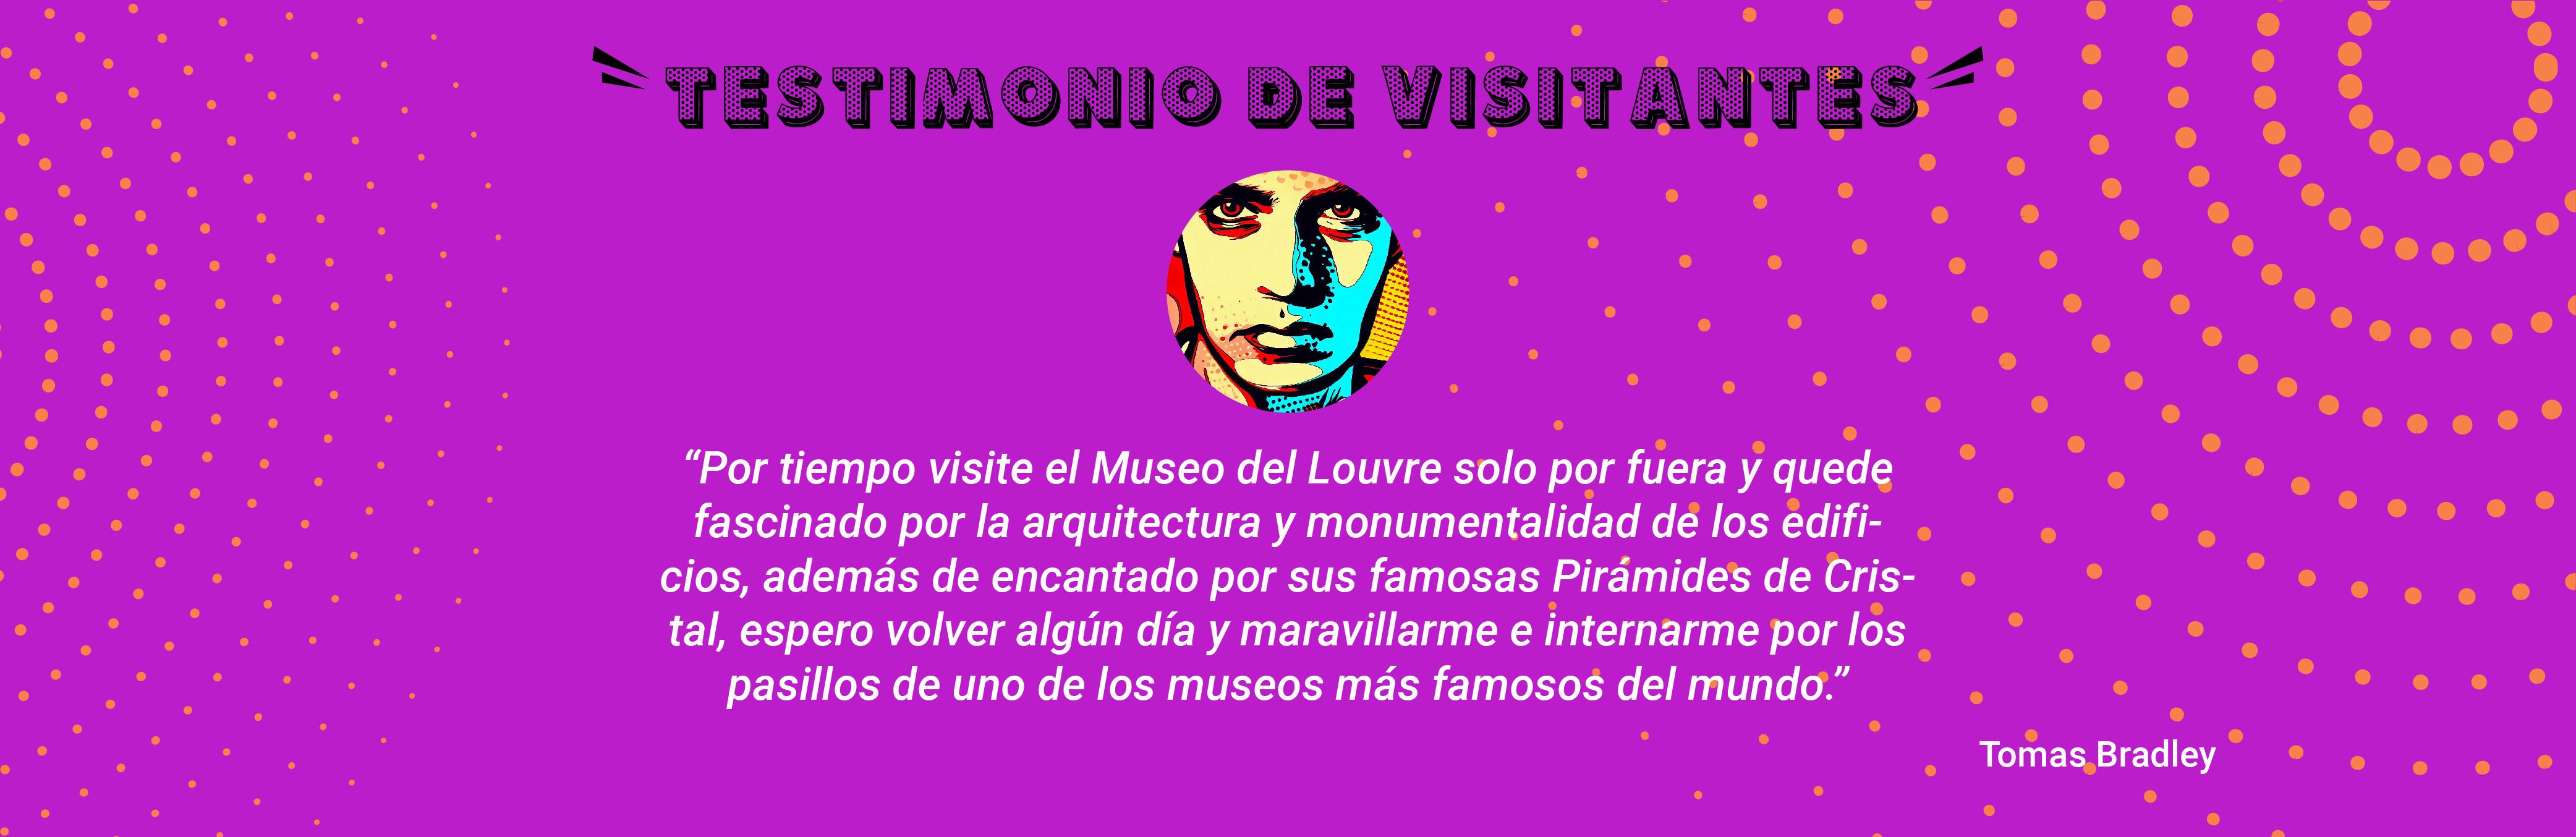 TESTIMONIO DE VISITANTES
“Por tiempo visite el Museo del Louvre solo por fuera y quede
fascinado por la arquitectura y monumentalidad de los edifi-
cios, además de encantado por sus famosas Pirámides de Cris-
tal, espero volver algún día y maravillarme e internarme por los
pasillos de uno de los museos más famosos del mundo.”
Tomas Bradley